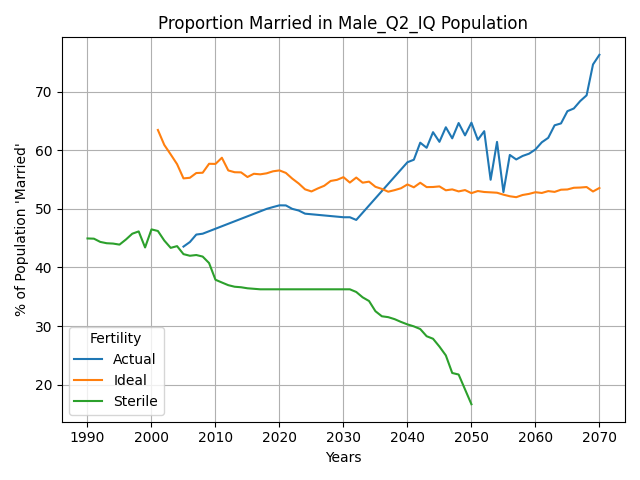 Proportion Married in Male_Q2_IQ Population
% of Population 'Married'
70
60
50
40
30
20
Fertility
Actual
Ideal
Sterile
1990 2000 2010 2020 2030 2040 2050 2060 2070
Years